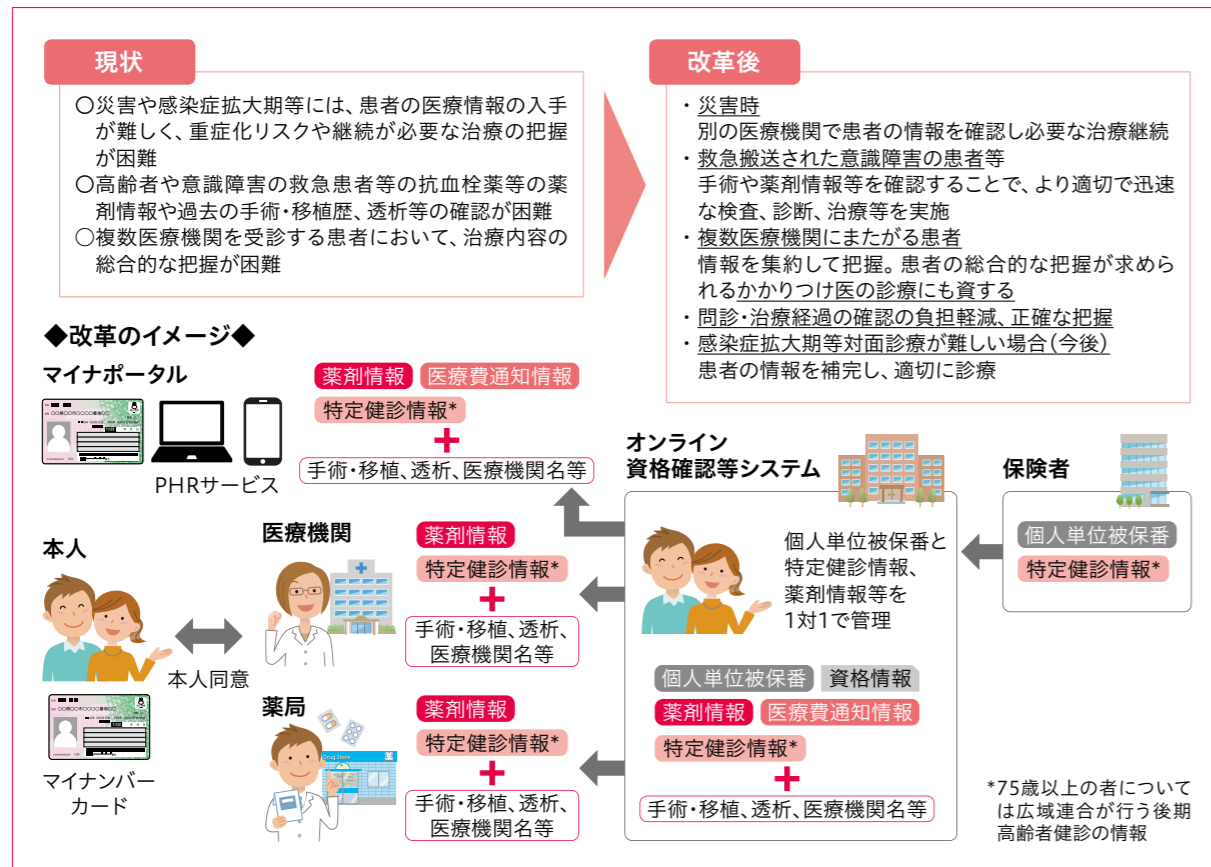 現状
〇災害や感染症拡大期等には、患者の医療情報の入手
が難しく、重症化リスクや継続が必要な治療の把握
が困難
〇高齢者や意識障害の救急患者等の抗血栓薬等の薬
剤情報や過去の手術・移植歴、透析等の確認が困難
〇複数医療機関を受診する患者において、治療内容の
総合的な把握が困難
改革後
・災害時
別の医療機関で患者の情報を確認し必要な治療継続
・救急搬送された意識障害の患者等
手術や薬剤情報等を確認することで、より適切で迅速
な検査、診断、治療等を実施
・複数医療機関にまたがる患者
情報を集約して把握。患者の総合的な把握が求めら
れるかかりつけ医の診療にも資する
・問診・治療経過の確認の負担軽減、正確な把握
・感染症拡大期等対面診療が難しい場合(今後)
患者の情報を補完し、適切に診療
◆改革のイメージ◆
マイナポータル
PHRサービス
薬剤情報 医療費通知情報
特定健診情報*
+
手術・移植、透析、医療機関名等
本人
本人同意
マイナンバー
カード
医療機関
薬剤情報
特定健診情報*
+
手術・移植、透析、
医療機関名等
薬局
Drug Store
薬剤情報
特定健診情報*
+
手術・移植、透析、
医療機関名等
オンライン
資格確認等システム
個人単位被保番と
特定健診情報、
薬剤情報等を
1対1で管理
個人単位被保番 資格情報
薬剤情報 医療費通知情報
特定健診情報*
+
手術・移植、透析、医療機関名等
保険者
個人単位被保番
特定健診情報*
*75歳以上の者について
は広域連合が行う後期
高齢者健診の情報